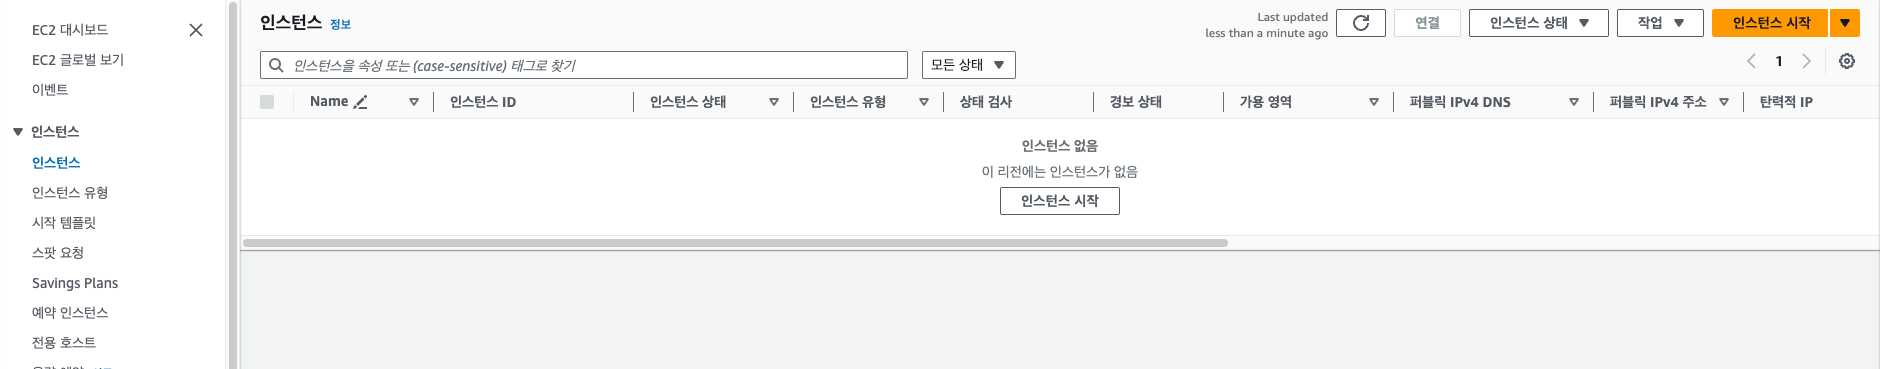 EC2 대시보드
EC2 글로벌 보기
이벤트
인스턴스
인스턴스
인스턴스 유형
시작 템플릿
스팟 요청
Savings Plans
예약 인스턴스
전용 호스트
인스턴스 정보
Last updated
less than a minute ago
연결
인스턴스 상태
작업
인스턴스 시작
인스턴스을 속성 또는 (case-sensitive) 태그로 찾기
모든 상태
1
Name 인스턴스 ID 인스턴스 상태 인스턴스 유형 상태 검사 경보 상태 가용 영역 퍼블릭 IPv4 DNS 퍼블릭 IPv4 주소 탄력적 IP
인스턴스 없음
이 리전에는 인스턴스가 없음
인스턴스 시작